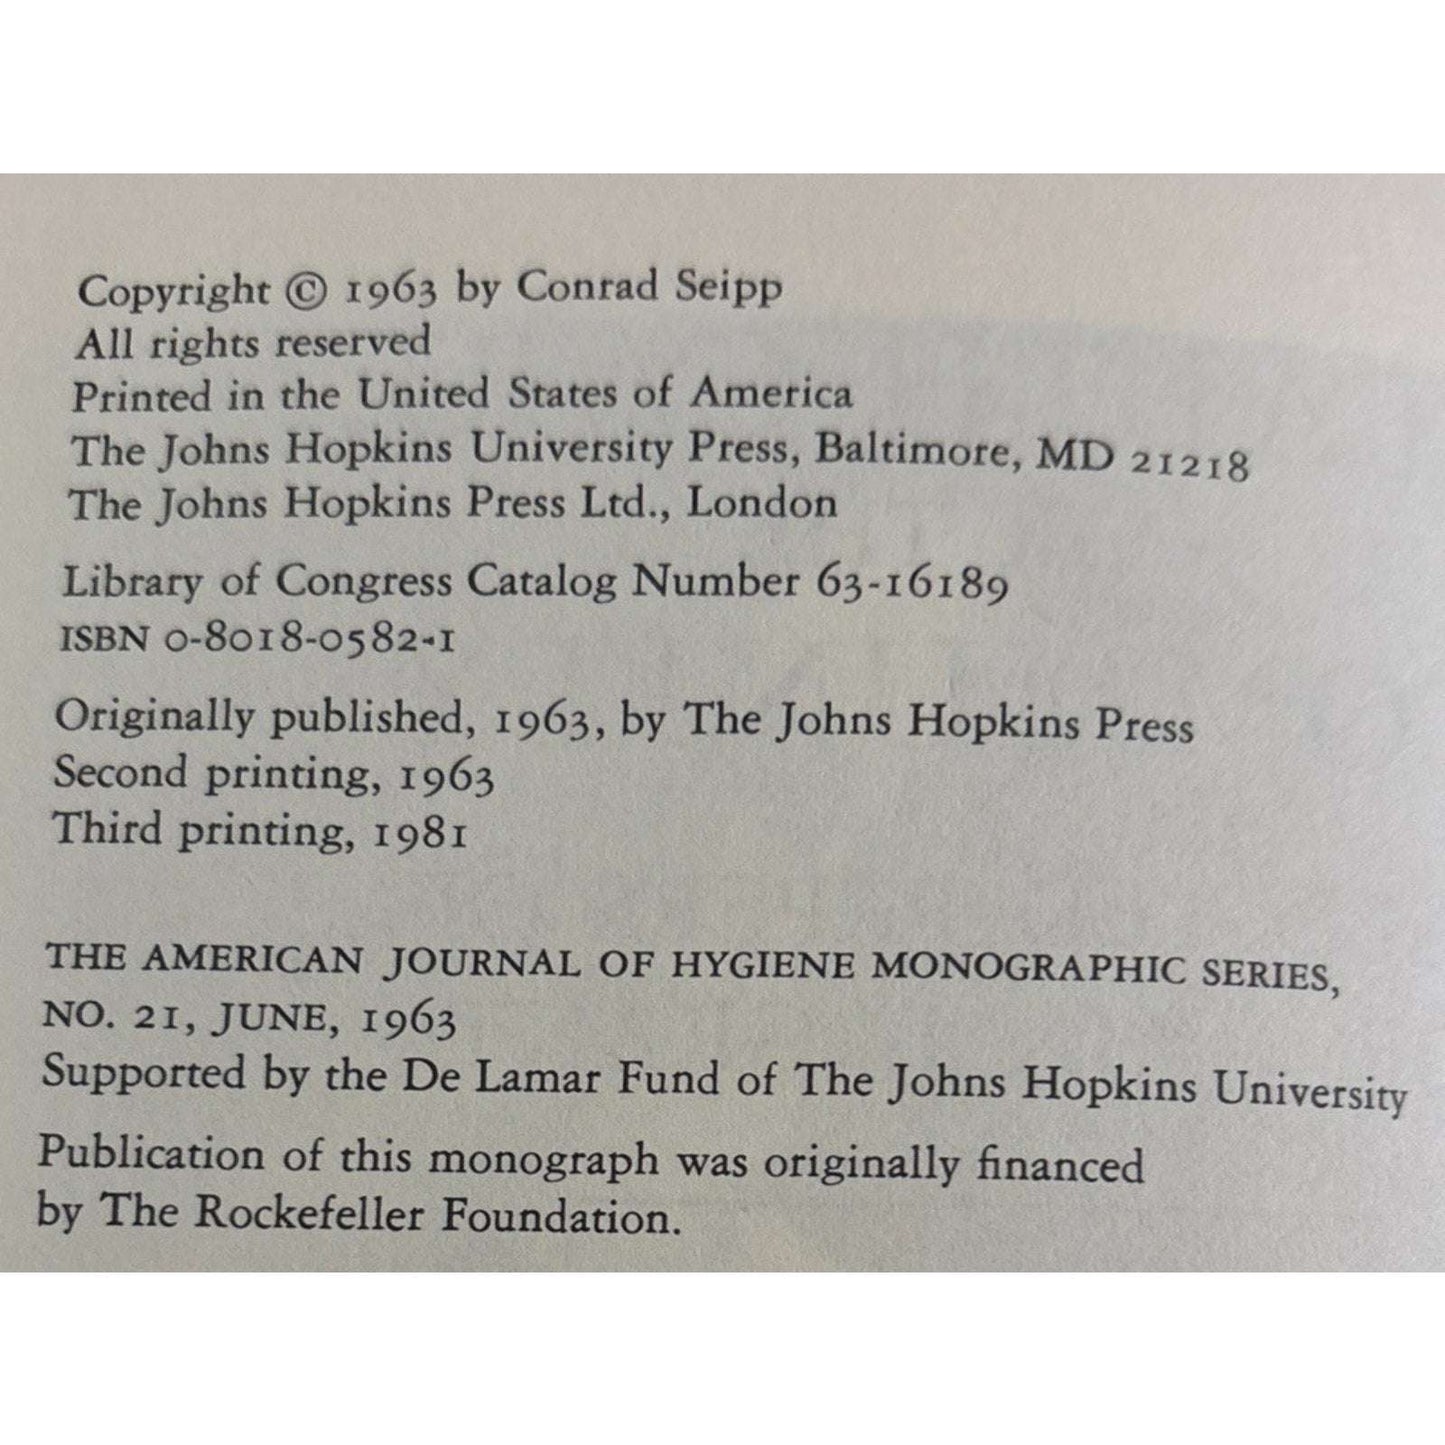 Copyright © 1963 by Conrad Seipp
All rights reserved
Printed in the United States of America
The Johns Hopkins University Press, Baltimore, MD 21218
The Johns Hopkins Press Ltd., London
Library of Congress Catalog Number 63-16189
ISBN 0-8018-0582-1
Originally published, 1963, by The Johns Hopkins Press
Second printing, 1963
Third printing, 1981
THE AMERICAN JOURNAL OF HYGIENE MONOGRAPHIC SERIES,
NO. 21, JUNE, 1963
Supported by the De Lamar Fund of The Johns Hopkins University
Publication of this monograph was originally financed
by The Rockefeller Foundation.